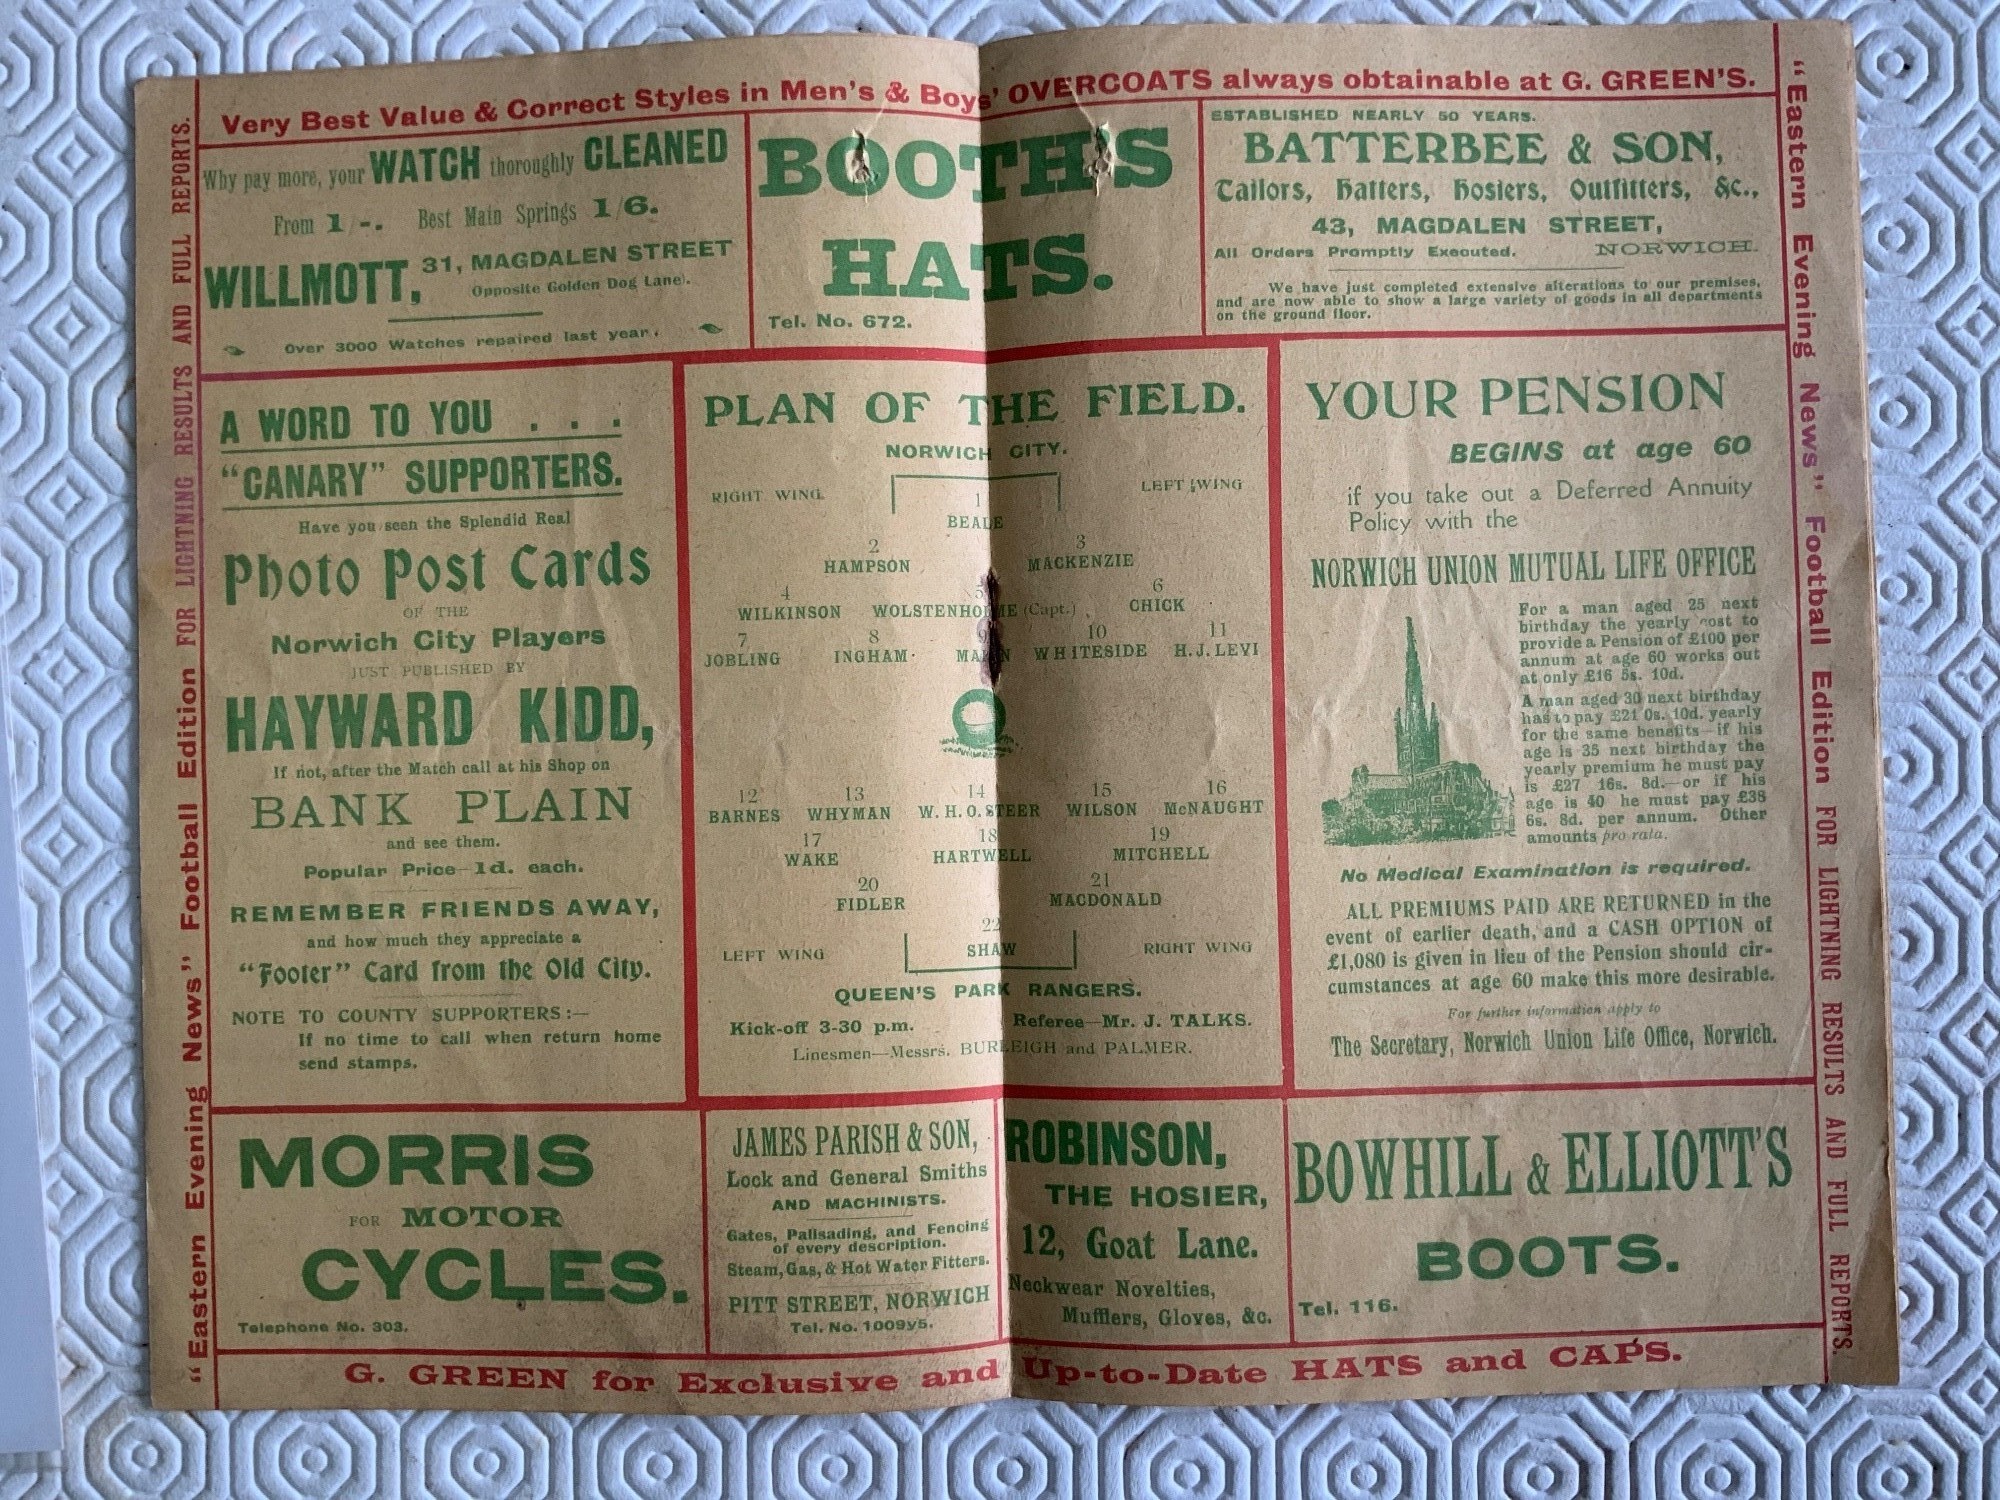 Very Best Value & Correct Styles in Men's & Boys' OVERCOATS always obtainable at G. GREEN'S.
"Eastern Evening News" Football Edition FOR LIGHTNING RESULTS AND FULL REPORTS.
Why pay more, your WATCH thoroughly CLEANED
From 1/-. Best Main Springs 1/6.
WILLMOTT, 31, MAGDALEN STREET
Opposite Golden Dog Lane).
Over 3000 Watches repaired last year.
BOOTH'S
HATS.
Tel. No. 672.
ESTABLISHED NEARLY 50 YEARS.
BATTERBEE & SON,
Tailors, Hatters, Hosiers, Outfitters, &c.,
43, MAGDALEN STREET,
All Orders Promptly Executed. NORWICH.
We have just completed extensive alterations to our premises,
and are now able to show a large variety of goods in all departments
on the ground floor.
A WORD TO YOU . . .
"CANARY" SUPPORTERS.
Have you seen the Splendid Real
Photo Post Cards
OF THE
Norwich City Players
JUST PUBLISHED BY
HAYWARD KIDD,
If not, after the Match call at his Shop on
BANK PLAIN
and see them.
Popular Price—1d. each.
REMEMBER FRIENDS AWAY,
and how much they appreciate a
"Footer" Card from the Old City.
NOTE TO COUNTY SUPPORTERS:—
If no time to call when return home
send stamps.
PLAN OF THE FIELD.
NORWICH CITY.
RIGHT WING. LEFT WING
1
BEALE
2 3
HAMPSON MACKENZIE
4 5 6
WILKINSON WOLSTENHOLME (Capt.) CHICK
7 8 9 10 11
JOBLING INGHAM WHITESIDE H. J. LEVI
12 13 14 15 16
BARNES WHYMAN W. H. O. STEER WILSON McNAUGHT
17 18 19
WAKE HARTWELL MITCHELL
20 21
FIDLER MACDONALD
22
SHAW
LEFT WING RIGHT WING
QUEEN'S PARK RANGERS.
Kick-off 3-30 p.m. Referee—Mr. J. TALKS.
Linesmen—Messrs. BURLEIGH and PALMER.
YOUR PENSION
BEGINS at age 60
if you take out a Deferred Annuity
Policy with the
NORWICH UNION MUTUAL LIFE OFFICE
For a man aged 25 next
birthday the yearly cost to
provide a Pension of £100 per
annum at age 60 works out
at only £16 5s. 10d.
A man aged 30 next birthday
has to pay £21 0s. 10d. yearly
for the same benefits—if his
age is 35 next birthday the
yearly premium he must pay
is £27 16s. 8d.—or if his
age is 40 he must pay £38
6s. 8d. per annum. Other
amounts pro rata.
No Medical Examination is required.
ALL PREMIUMS PAID ARE RETURNED in the
event of earlier death, and a CASH OPTION of
£1,080 is given in lieu of the Pension should cir-
cumstances at age 60 make this more desirable.
For further information apply to
The Secretary, Norwich Union Life Office, Norwich.
MORRIS
FOR MOTOR
CYCLES.
Telephone No. 303.
JAMES PARISH & SON,
Lock and General Smiths
AND MACHINISTS.
Gates, Palisading, and Fencing
of every description.
Steam, Gas, & Hot Water Fitters.
PITT STREET, NORWICH
Tel. No. 1009y5.
ROBINSON,
THE HOSIER,
12, Goat Lane.
Neckwear Novelties,
Mufflers, Gloves, &c.
BOWHILL & ELLIOTT'S
BOOTS.
Tel. 116.
"Eastern Evening News" Football Edition FOR LIGHTNING RESULTS AND FULL REPORTS.
G. GREEN for Exclusive and Up-to-Date HATS and CAPS.